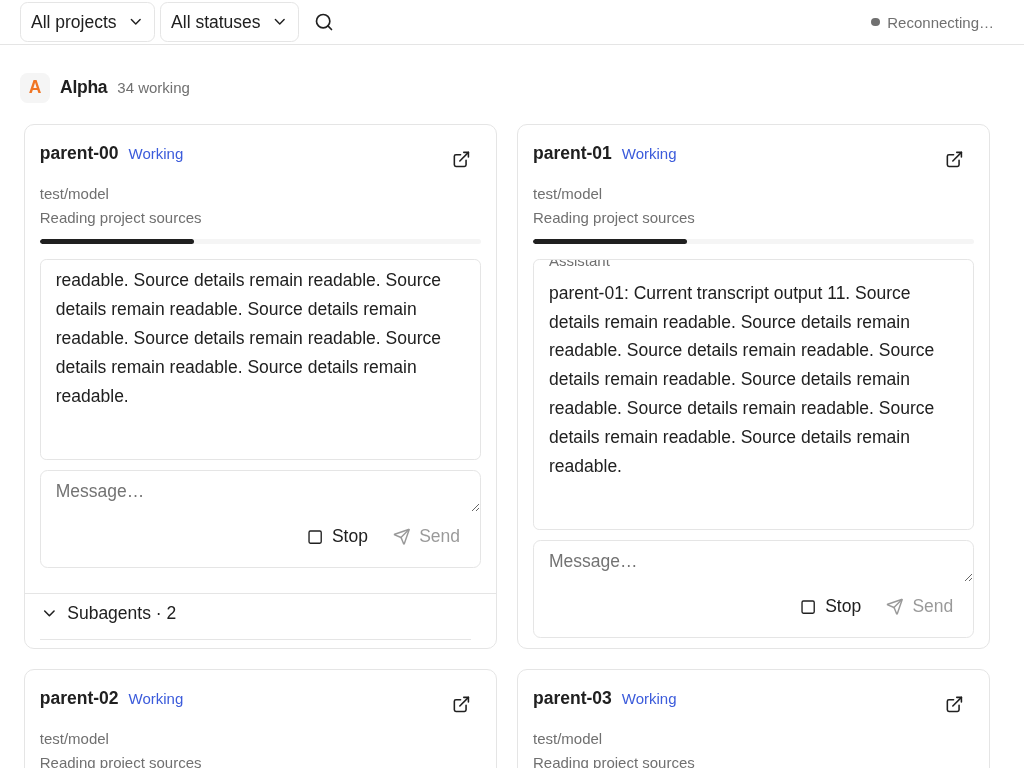 All projects
All statuses
Reconnecting…
A Alpha 34 working
parent-00 Working
test/model
Reading project sources
readable. Source details remain readable. Source
details remain readable. Source details remain
readable. Source details remain readable. Source
details remain readable. Source details remain
readable.
Message…
Stop Send
Subagents · 2
parent-01 Working
test/model
Reading project sources
Assistant
parent-01: Current transcript output 11. Source
details remain readable. Source details remain
readable. Source details remain readable. Source
details remain readable. Source details remain
readable. Source details remain readable. Source
details remain readable. Source details remain
readable.
Message…
Stop Send
parent-02 Working
test/model
Reading project sources
parent-03 Working
test/model
Reading project sources